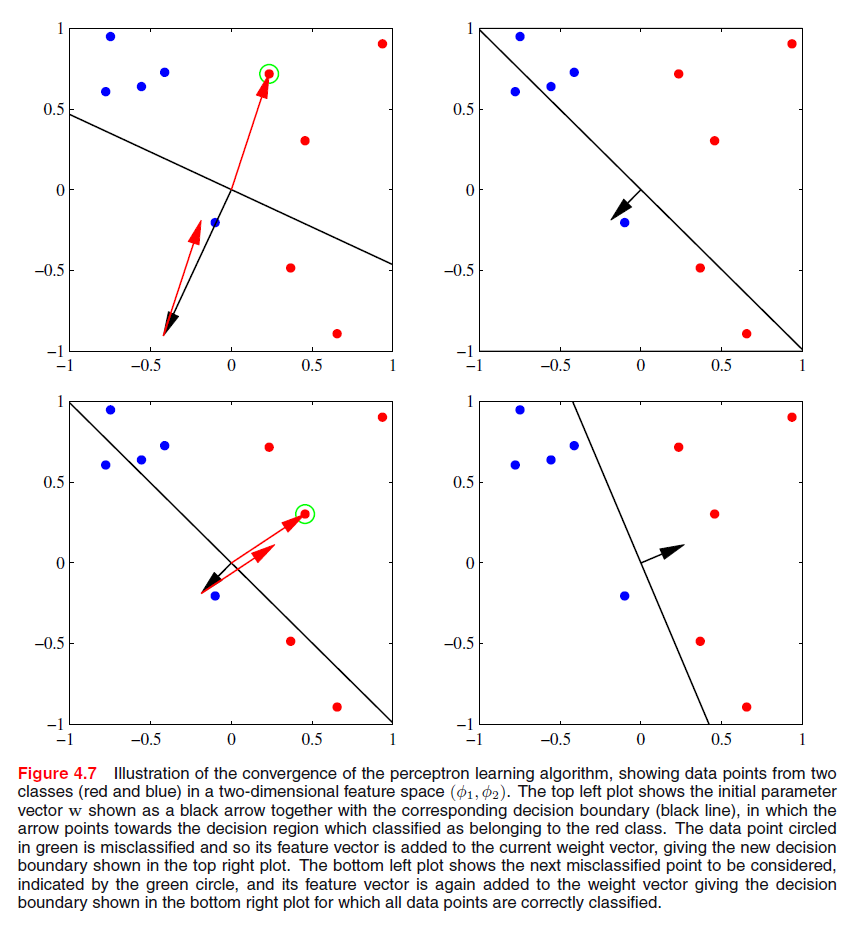 1
0.5
0
−0.5
−1
−1 −0.5 0 0.5 1
1
0.5
0
−0.5
−1
−1 −0.5 0 0.5 1
1
0.5
0
−0.5
−1
−1 −0.5 0 0.5 1
1
0.5
0
−0.5
−1
−1 −0.5 0 0.5 1
Figure 4.7 Illustration of the convergence of the perceptron learning algorithm, showing data points from two
classes (red and blue) in a two-dimensional feature space (ϕ₁, ϕ₂). The top left plot shows the initial parameter
vector w shown as a black arrow together with the corresponding decision boundary (black line), in which the
arrow points towards the decision region which classified as belonging to the red class. The data point circled
in green is misclassified and so its feature vector is added to the current weight vector, giving the new decision
boundary shown in the top right plot. The bottom left plot shows the next misclassified point to be considered,
indicated by the green circle, and its feature vector is again added to the weight vector giving the decision
boundary shown in the bottom right plot for which all data points are correctly classified.